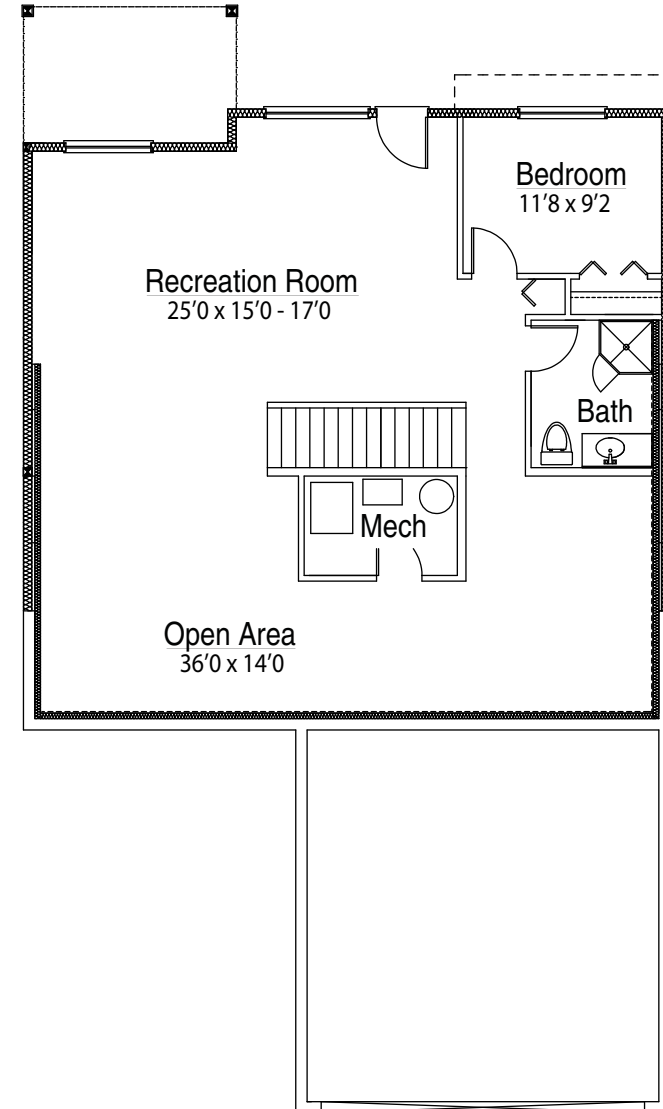 Bedroom
11’8 x 9’2
Recreation Room
25’0 x 15’0 - 17’0
Bath
Mech
Open Area
36’0 x 14’0